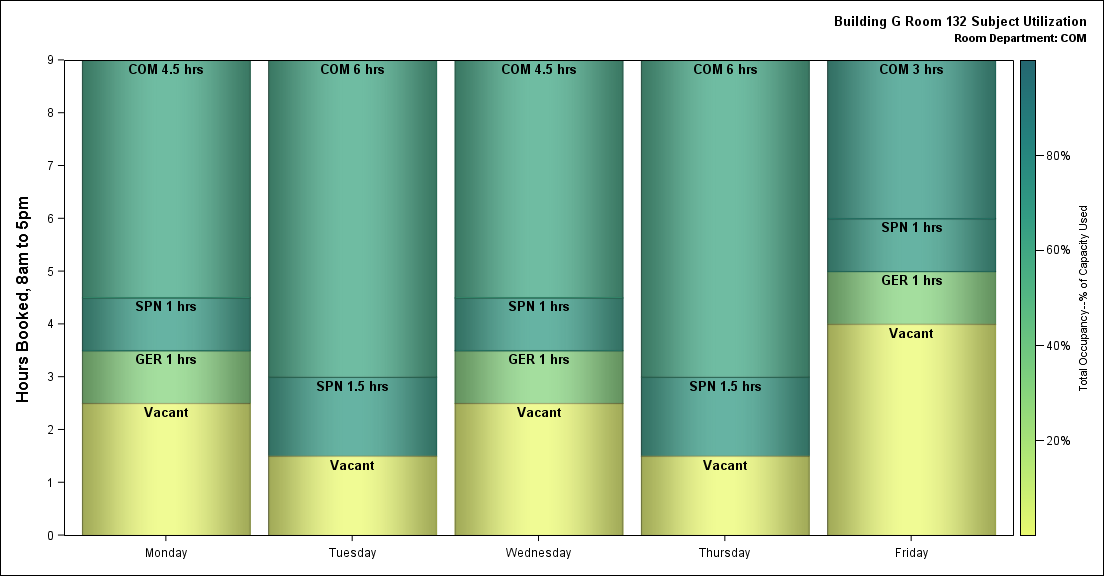 Building G Room 132 Subject Utilization
Room Department: COM
Hours Booked, 8am to 5pm
9
8
7
6
5
4
3
2
1
0
COM 4.5 hrs
SPN 1 hrs
GER 1 hrs
Vacant
Monday
COM 6 hrs
SPN 1.5 hrs
Vacant
Tuesday
COM 4.5 hrs
SPN 1 hrs
GER 1 hrs
Vacant
Wednesday
COM 6 hrs
SPN 1.5 hrs
Vacant
Thursday
COM 3 hrs
SPN 1 hrs
GER 1 hrs
Vacant
Friday
80%
60%
40%
20%
Total Occupancy--% of Capacity Used